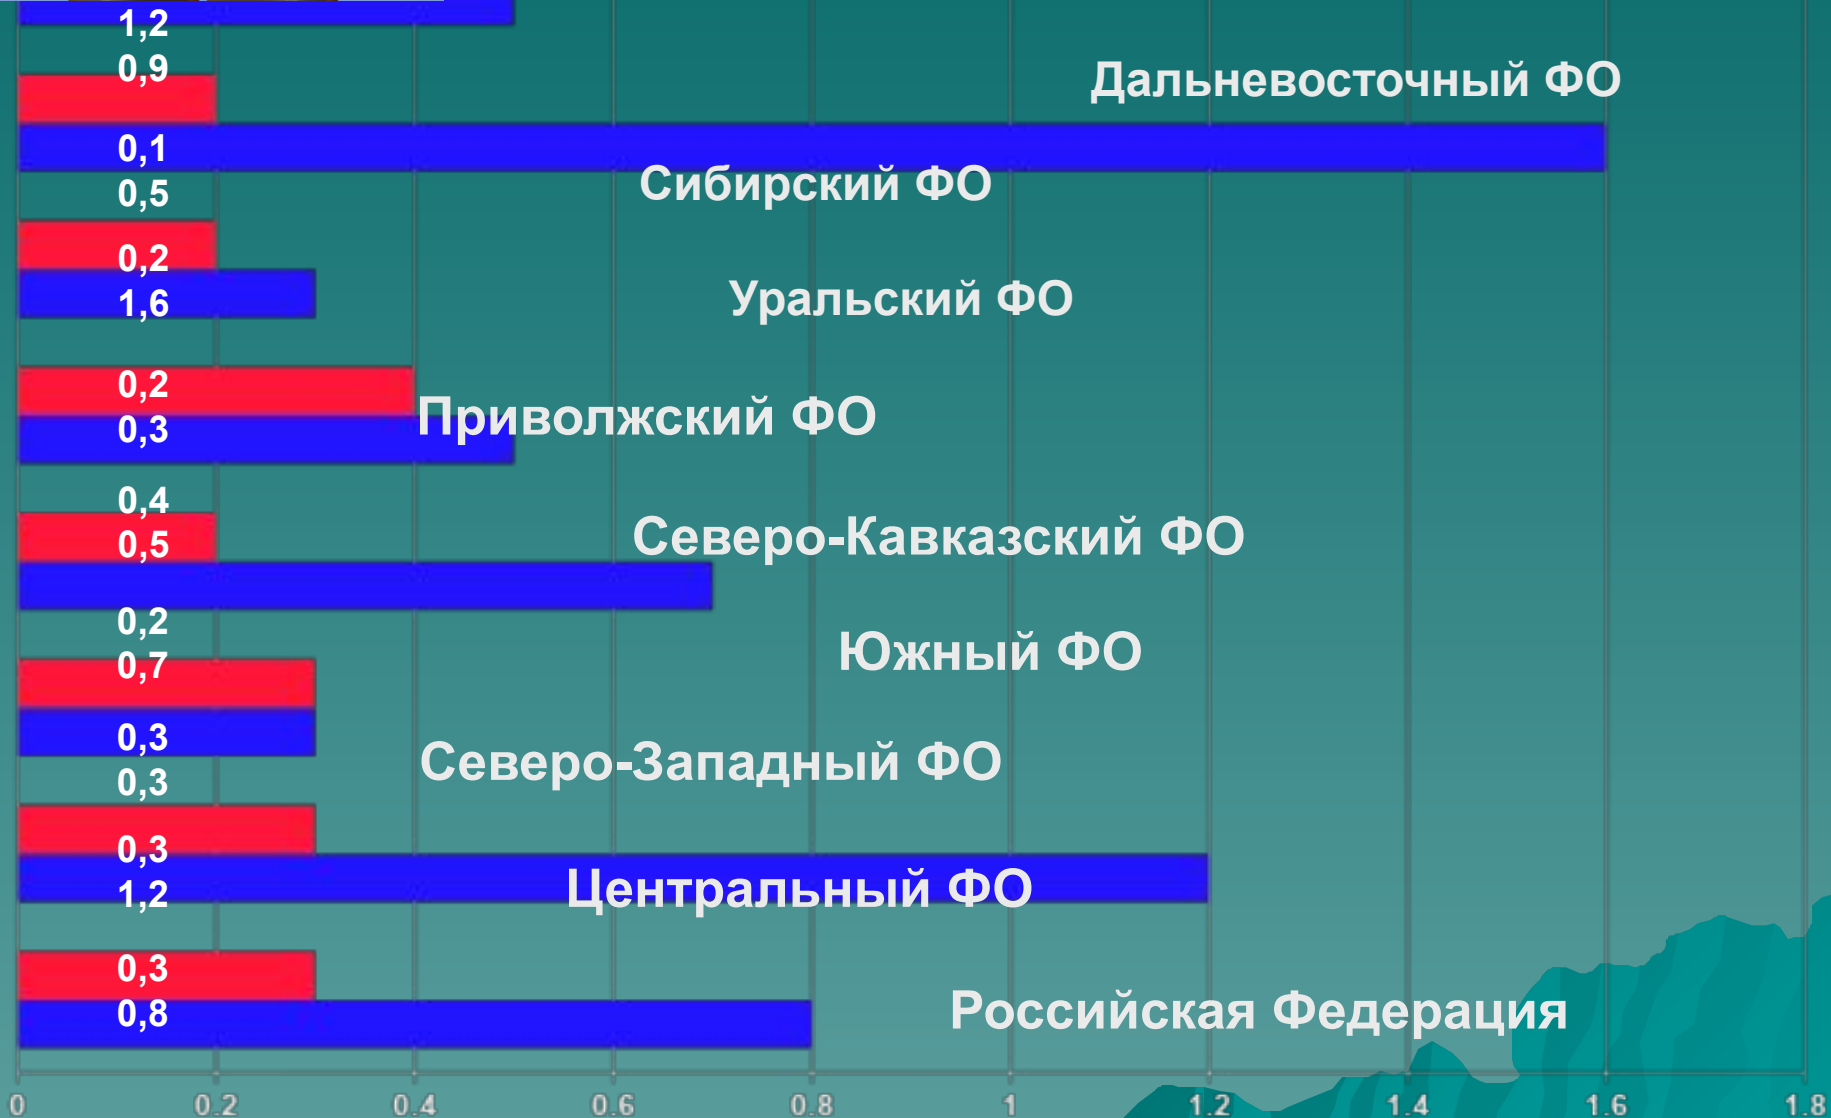 1,2
0,9
Дальневосточный ФО
0,1
0,5
Сибирский ФО
0,2
1,6
Уральский ФО
0,2
0,3
Приволжский ФО
0,4
0,5
Северо-Кавказский ФО
0,2
0,7
Южный ФО
0,3
0,3
Северо-Западный ФО
0,3
1,2
Центральный ФО
0,3
0,8
Российская Федерация
0 0.2 0.4 0.6 0.8 1 1.2 1.4 1.6 1.8